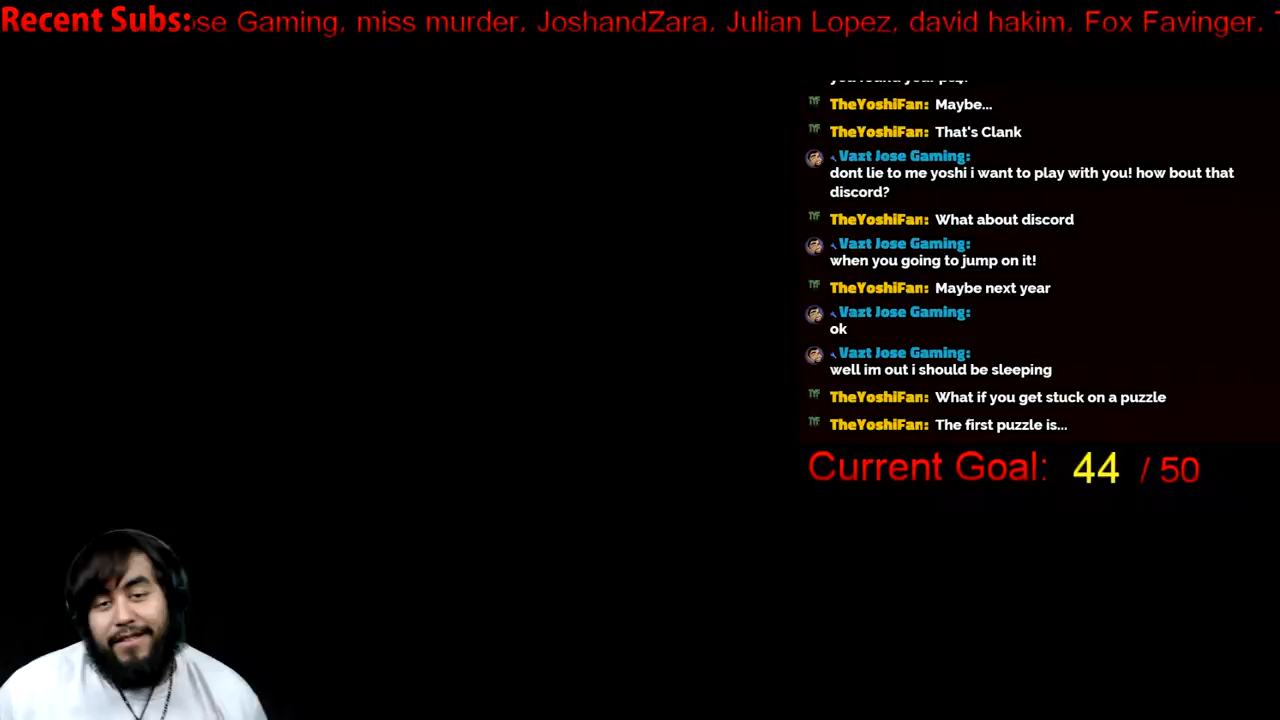 Recent Subs: se Gaming, miss murder, JoshandZara, Julian Lopez, david hakim, Fox Favinger,
TheYoshiFan: Maybe...
TheYoshiFan: That's Clank
Vazt Jose Gaming:
dont lie to me yoshi i want to play with you! how bout that
discord?
TheYoshiFan: What about discord
Vazt Jose Gaming:
when you going to jump on it!
TheYoshiFan: Maybe next year
Vazt Jose Gaming:
ok
Vazt Jose Gaming:
well im out i should be sleeping
TheYoshiFan: What if you get stuck on a puzzle
TheYoshiFan: The first puzzle is...
Current Goal: 44 / 50